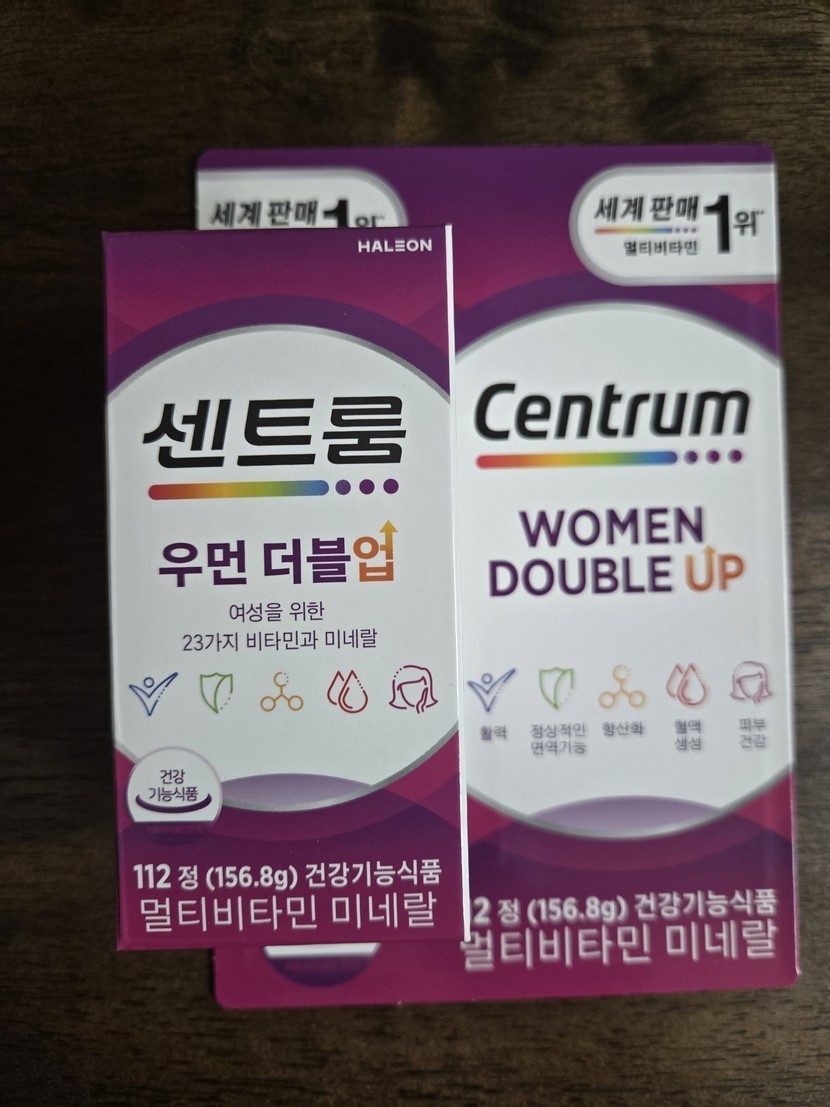 세계 판매
1위
HALEON
센트룸
우먼 더블업
여성을 위한
23가지 비타민과 미네랄
건강
기능식품
112 정 (156.8g) 건강기능식품
멀티비타민 미네랄
세계 판매
멀티비타민
1위**
Centrum
WOMEN
DOUBLE UP
활력
정상적인
면역기능
항산화
혈액
생성
피부
건강
2 정 (156.8g) 건강기능식품
멀티비타민 미네랄